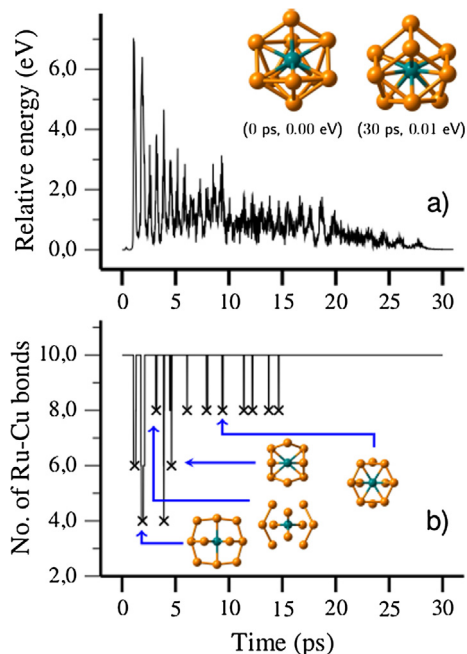 Relative energy (eV)
6,0
4,0
2,0
0,0
(0 ps, 0.00 eV) (30 ps, 0.01 eV)
a)
0 5 10 15 20 25 30
No. of Ru-Cu bonds
10,0
8,0
6,0
4,0
2,0
b)
0 5 10 15 20 25 30
Time (ps)